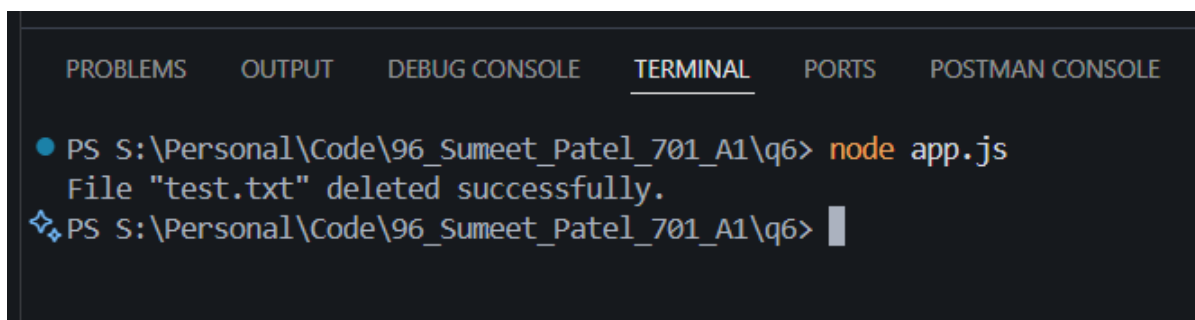 PROBLEMS OUTPUT DEBUG CONSOLE TERMINAL PORTS POSTMAN CONSOLE
PS S:\Personal\Code\96_Sumeet_Patel_701_A1\q6> node app.js
File "test.txt" deleted successfully.
PS S:\Personal\Code\96_Sumeet_Patel_701_A1\q6>